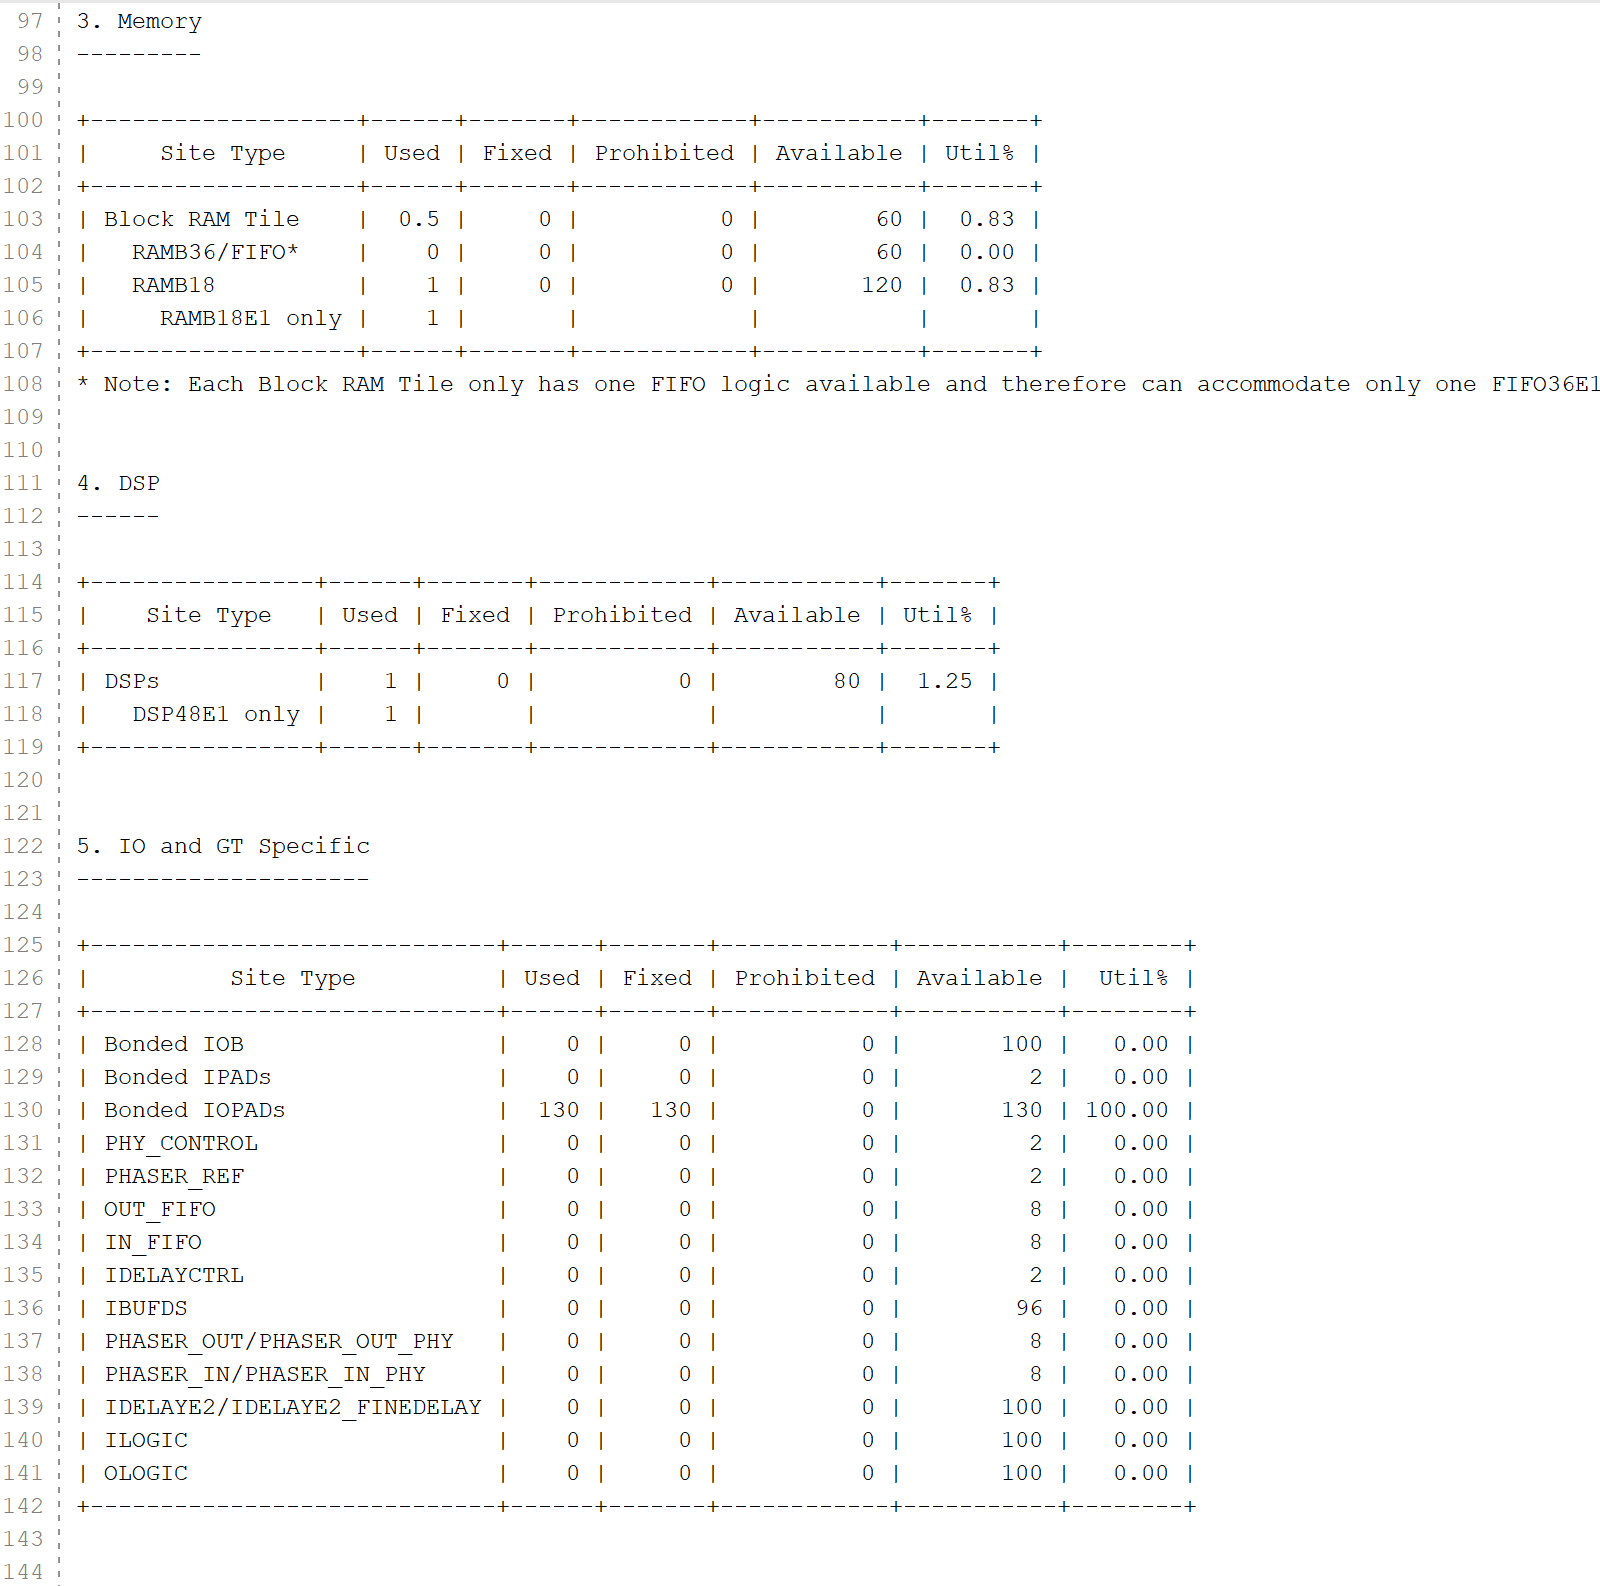 97 3. Memory
98 ---------
99
100 +-------------------+------+-------+------------+-----------+-------+
101 |     Site Type     | Used | Fixed | Prohibited | Available | Util% |
102 +-------------------+------+-------+------------+-----------+-------+
103 | Block RAM Tile    |  0.5 |     0 |          0 |        60 |  0.83 |
104 |   RAMB36/FIFO*    |    0 |     0 |          0 |        60 |  0.00 |
105 |   RAMB18          |    1 |     0 |          0 |       120 |  0.83 |
106 |     RAMB18E1 only |    1 |       |            |           |       |
107 +-------------------+------+-------+------------+-----------+-------+
108 * Note: Each Block RAM Tile only has one FIFO logic available and therefore can accommodate only one FIFO36E1
109
110
111 4. DSP
112 ------
113
114 +----------------+------+-------+------------+-----------+-------+
115 |    Site Type   | Used | Fixed | Prohibited | Available | Util% |
116 +----------------+------+-------+------------+-----------+-------+
117 | DSPs           |    1 |     0 |          0 |        80 |  1.25 |
118 |   DSP48E1 only |    1 |       |            |           |       |
119 +----------------+------+-------+------------+-----------+-------+
120
121
122 5. IO and GT Specific
123 ---------------------
124
125 +-----------------------------+------+-------+------------+-----------+--------+
126 |          Site Type          | Used | Fixed | Prohibited | Available |  Util% |
127 +-----------------------------+------+-------+------------+-----------+--------+
128 | Bonded IOB                  |    0 |     0 |          0 |       100 |   0.00 |
129 | Bonded IPADs                |    0 |     0 |          0 |         2 |   0.00 |
130 | Bonded IOPADs               |  130 |   130 |          0 |       130 | 100.00 |
131 | PHY_CONTROL                 |    0 |     0 |          0 |         2 |   0.00 |
132 | PHASER_REF                  |    0 |     0 |          0 |         2 |   0.00 |
133 | OUT_FIFO                    |    0 |     0 |          0 |         8 |   0.00 |
134 | IN_FIFO                     |    0 |     0 |          0 |         8 |   0.00 |
135 | IDELAYCTRL                  |    0 |     0 |          0 |         2 |   0.00 |
136 | IBUFDS                      |    0 |     0 |          0 |        96 |   0.00 |
137 | PHASER_OUT/PHASER_OUT_PHY   |    0 |     0 |          0 |         8 |   0.00 |
138 | PHASER_IN/PHASER_IN_PHY     |    0 |     0 |          0 |         8 |   0.00 |
139 | IDELAYE2/IDELAYE2_FINEDELAY |    0 |     0 |          0 |       100 |   0.00 |
140 | ILOGIC                      |    0 |     0 |          0 |       100 |   0.00 |
141 | OLOGIC                      |    0 |     0 |          0 |       100 |   0.00 |
142 +-----------------------------+------+-------+------------+-----------+--------+
143
144